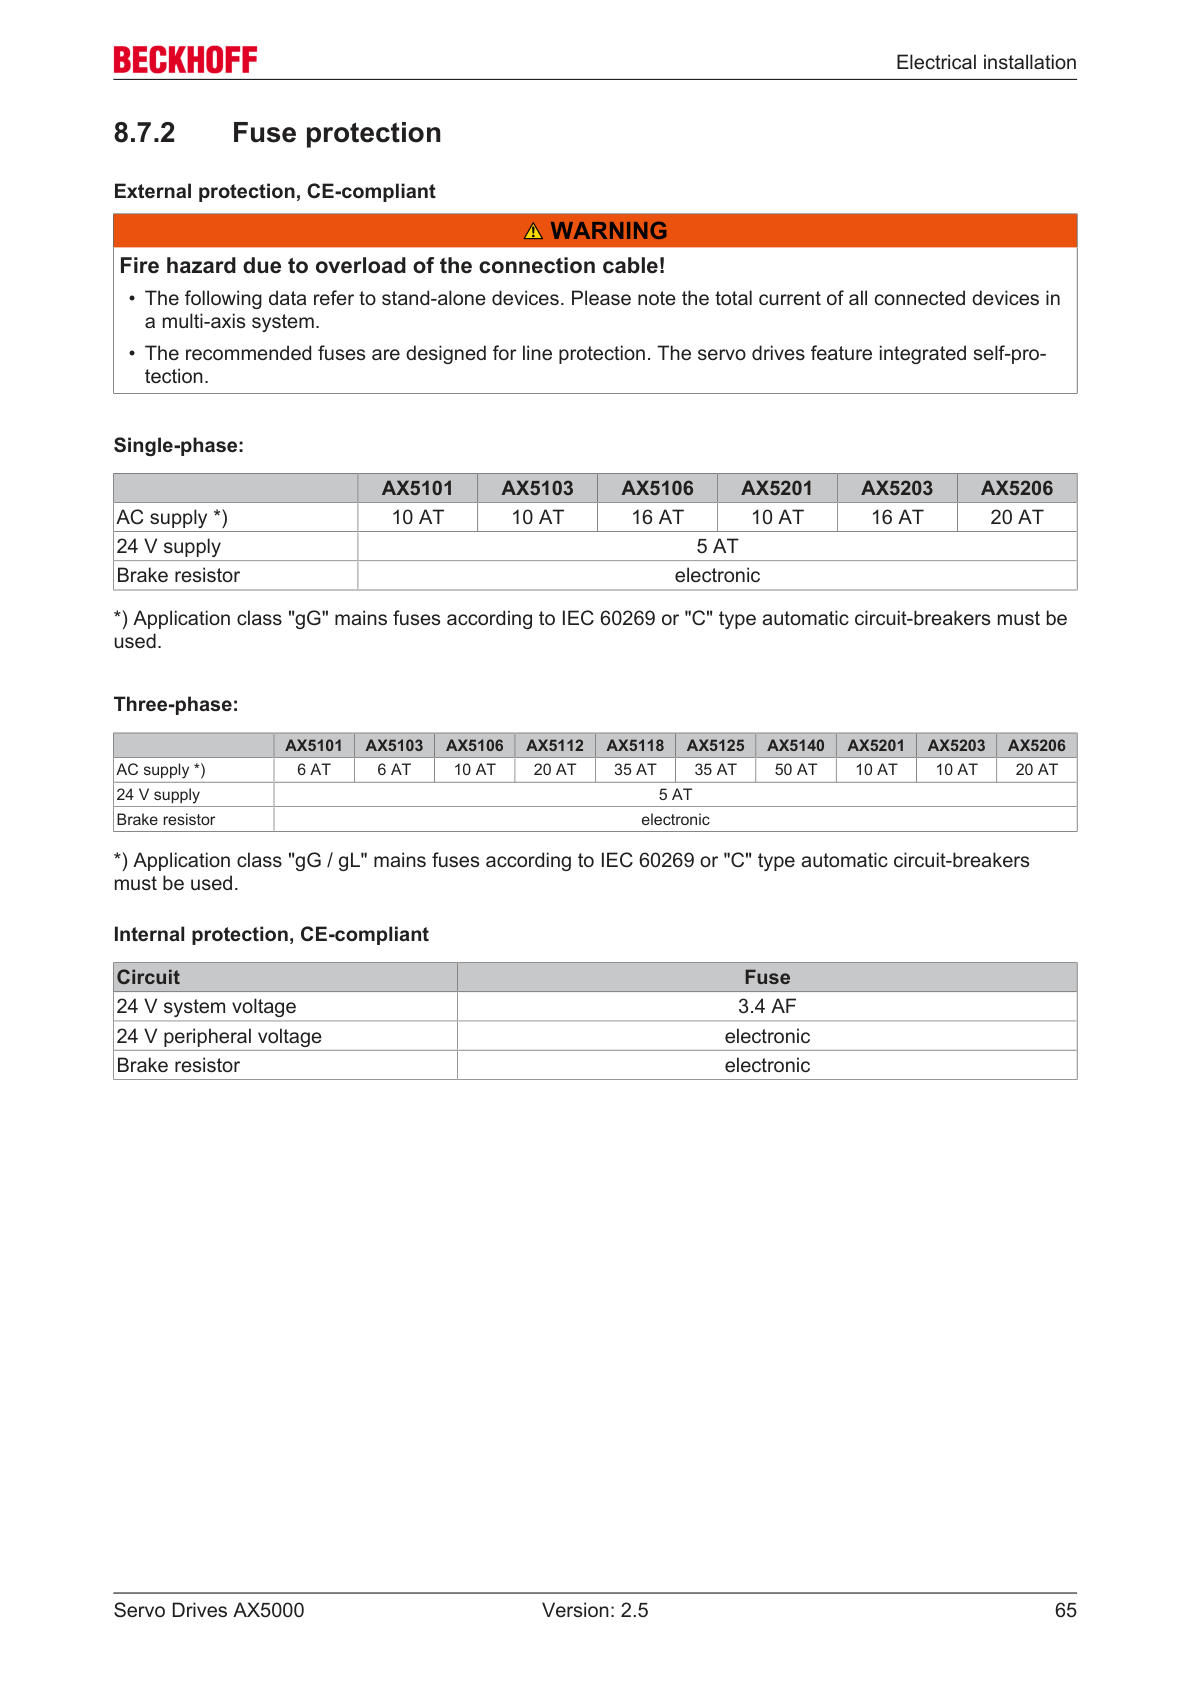 BECKHOFF
Electrical installation
8.7.2 Fuse protection
External protection, CE-compliant
⚠ WARNING
Fire hazard due to overload of the connection cable!
• The following data refer to stand-alone devices. Please note the total current of all connected devices in
a multi-axis system.
• The recommended fuses are designed for line protection. The servo drives feature integrated self-pro-
tection.
Single-phase:
AX5101 AX5103 AX5106 AX5201 AX5203 AX5206
AC supply *) 10 AT 10 AT 16 AT 10 AT 16 AT 20 AT
24 V supply 5 AT
Brake resistor electronic
*) Application class "gG" mains fuses according to IEC 60269 or "C" type automatic circuit-breakers must be
used.
Three-phase:
AX5101 AX5103 AX5106 AX5112 AX5118 AX5125 AX5140 AX5201 AX5203 AX5206
AC supply *) 6 AT 6 AT 10 AT 20 AT 35 AT 35 AT 50 AT 10 AT 10 AT 20 AT
24 V supply 5 AT
Brake resistor electronic
*) Application class "gG / gL" mains fuses according to IEC 60269 or "C" type automatic circuit-breakers
must be used.
Internal protection, CE-compliant
Circuit Fuse
24 V system voltage 3.4 AF
24 V peripheral voltage electronic
Brake resistor electronic
Servo Drives AX5000 Version: 2.5 65